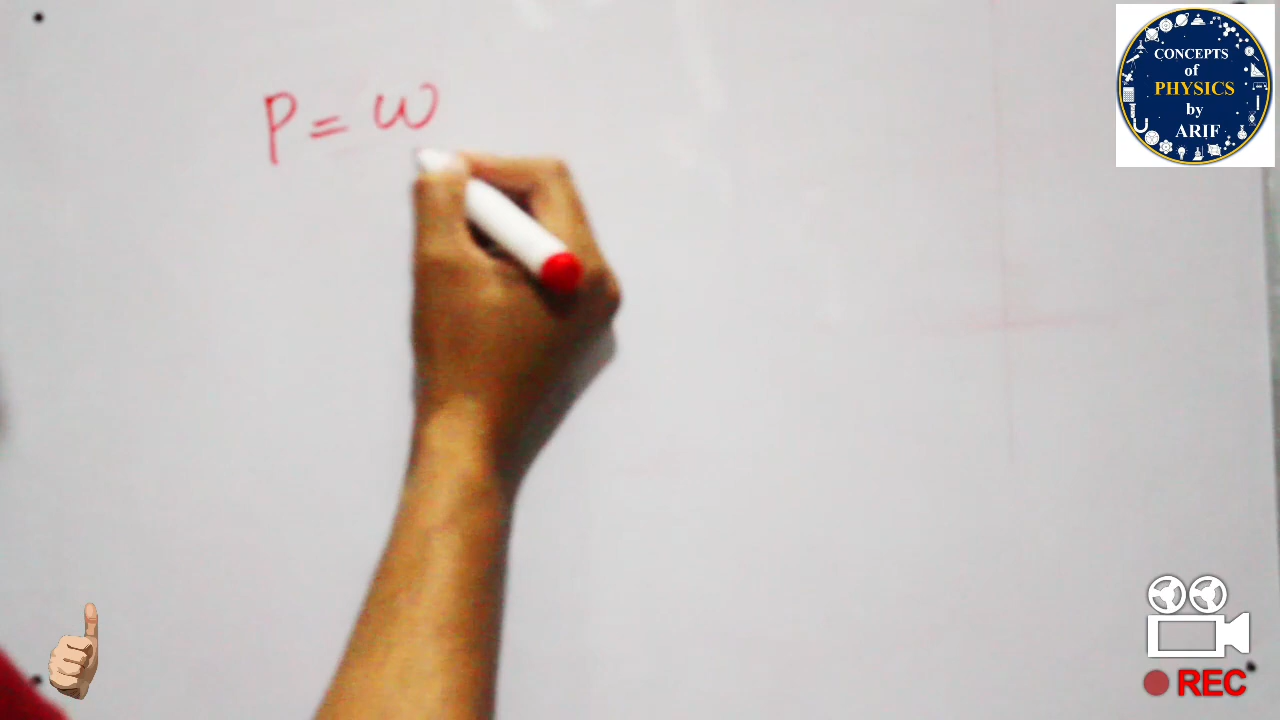 P = W
CONCEPTS
of
PHYSICS
by
ARIF
REC